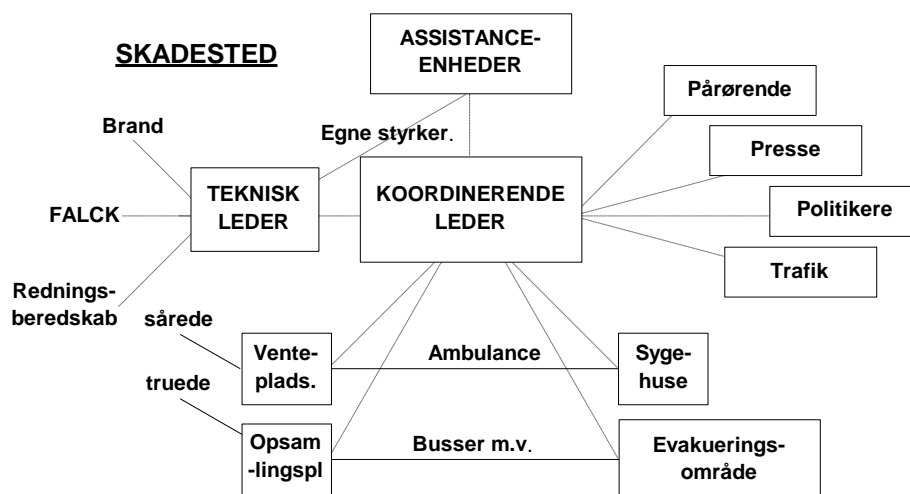 SKADESTED
ASSISTANCE-
ENHEDER
Pårørende
Brand
Egne styrker.
Presse
TEKNISK
LEDER
KOORDINERENDE
LEDER
FALCK
Politikere
Trafik
Rednings-
beredskab
sårede
Vente-
plads.
Ambulance
Syge-
huse
truede
Opsam
-lingspl
Busser m.v.
Evakuerings-
område